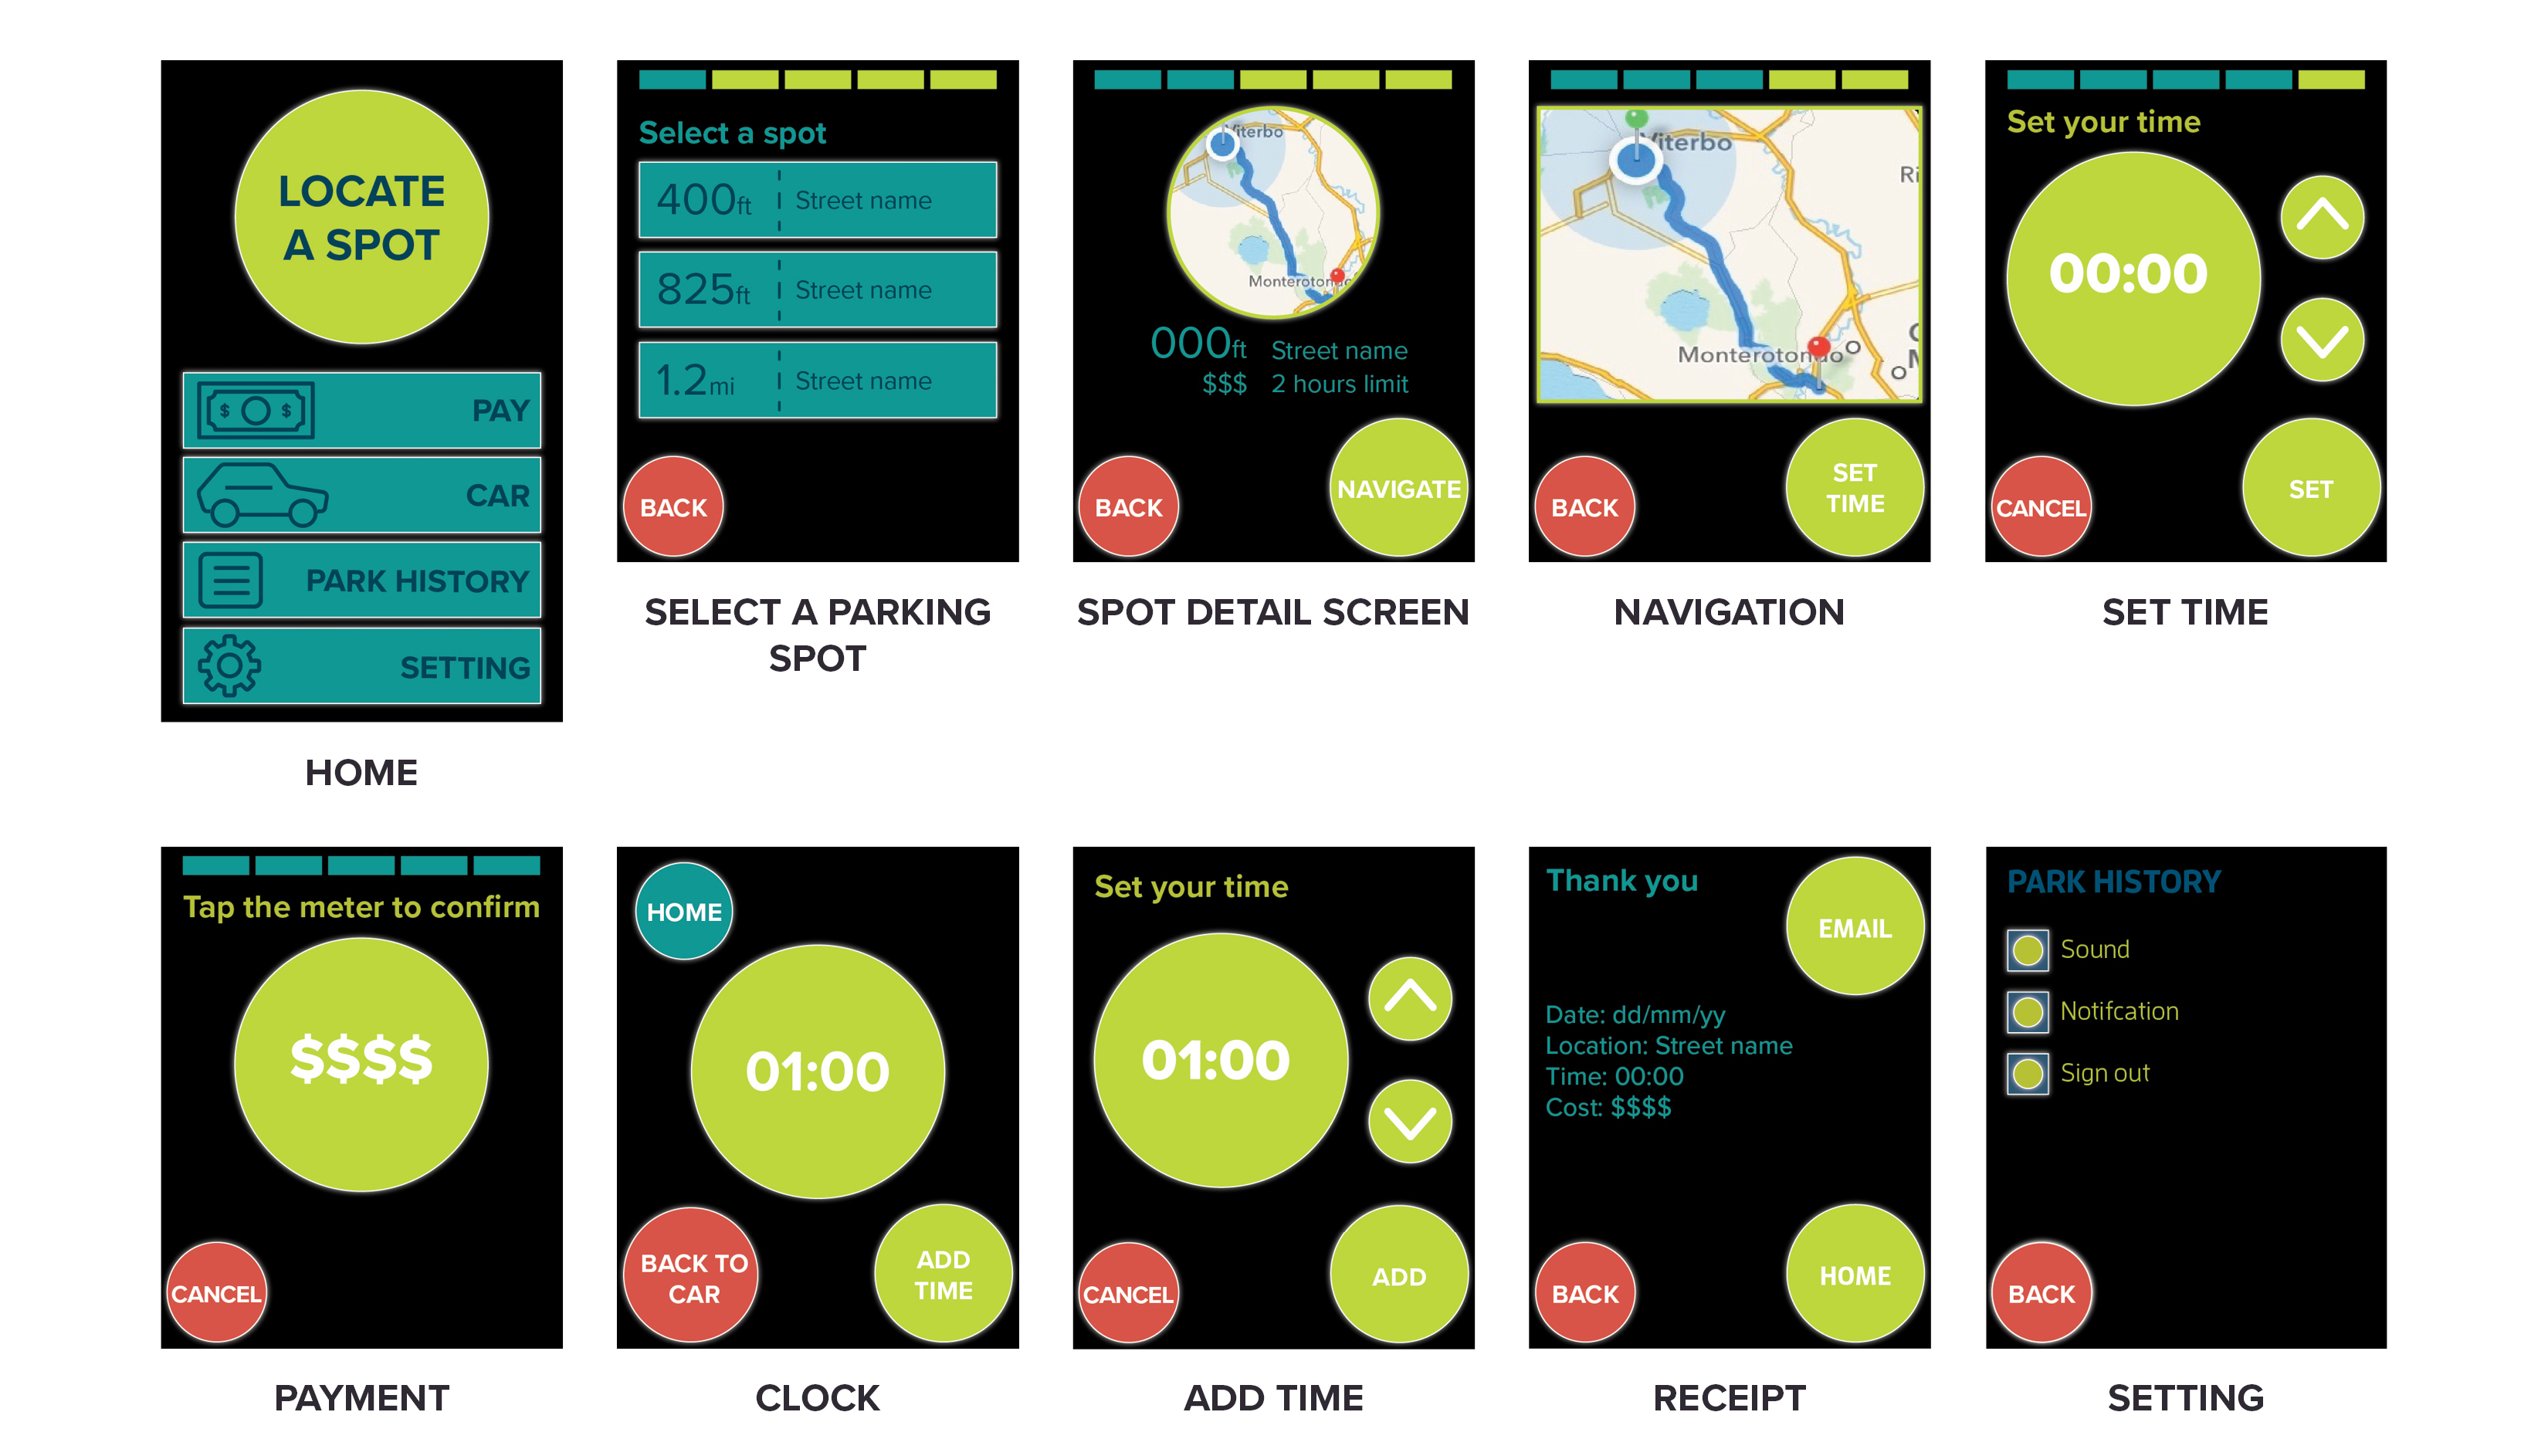 LOCATE
A SPOT
$ $
PAY
CAR
PARK HISTORY
SETTING
HOME
Select a spot
400ft Street name
825ft Street name
1.2mi Street name
BACK
SELECT A PARKING
SPOT
Viterbo
Monterotondo
000ft Street name
$$$ 2 hours limit
BACK
NAVIGATE
SPOT DETAIL SCREEN
Viterbo
Ri
Monterotondo
BACK
SET
TIME
NAVIGATION
Set your time
00:00
CANCEL
SET
SET TIME
Tap the meter to confirm
$$$$
CANCEL
PAYMENT
HOME
01:00
BACK TO
CAR
ADD
TIME
CLOCK
Set your time
01:00
CANCEL
ADD
ADD TIME
Thank you
EMAIL
Date: dd/mm/yy
Location: Street name
Time: 00:00
Cost: $$$$
BACK
HOME
RECEIPT
PARK HISTORY
Sound
Notifcation
Sign out
BACK
SETTING